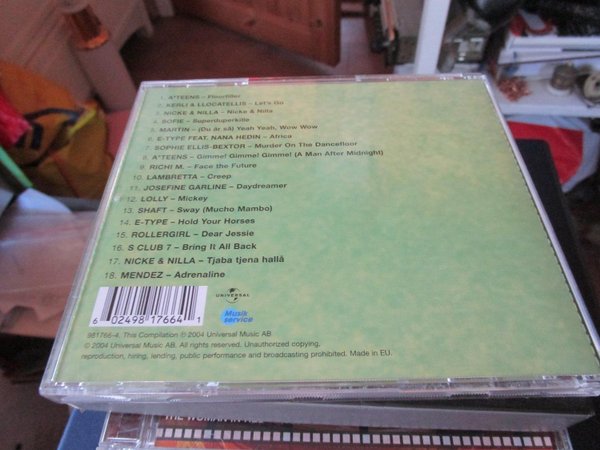 1. A*TEENS – Floorfiller
2. KERLI & LLOCATELLIS – Let's Go
3. NICKE & NILLA – Nicke & Nilla
4. SOFIE – Superduperkille
5. MARTIN – (Du är så) Yeah Yeah, Wow Wow
6. E-TYPE FEAT. NANA HEDIN – Africa
7. SOPHIE ELLIS-BEXTOR – Murder On The Dancefloor
8. A*TEENS – Gimme! Gimme! Gimme! (A Man After Midnight)
9. RICHI M. – Face the Future
10. LAMBRETTA – Creep
11. JOSEFINE GARLINE – Daydreamer
12. LOLLY – Mickey
13. SHAFT – Sway (Mucho Mambo)
14. E-TYPE – Hold Your Horses
15. ROLLERGIRL – Dear Jessie
16. S CLUB 7 – Bring It All Back
17. NICKE & NILLA – Tjaba tjena hallå
18. MENDEZ – Adrenaline
6 02498 17664 1
UNIVERSAL
Musik
service
981766-4. This Compilation ℗ 2004 Universal Music AB.
© 2004 Universal Music AB. All rights reserved. Unauthorized copying,
reproduction, hiring, lending, public performance and broadcasting prohibited. Made in EU.
THE WOMAN IN RED